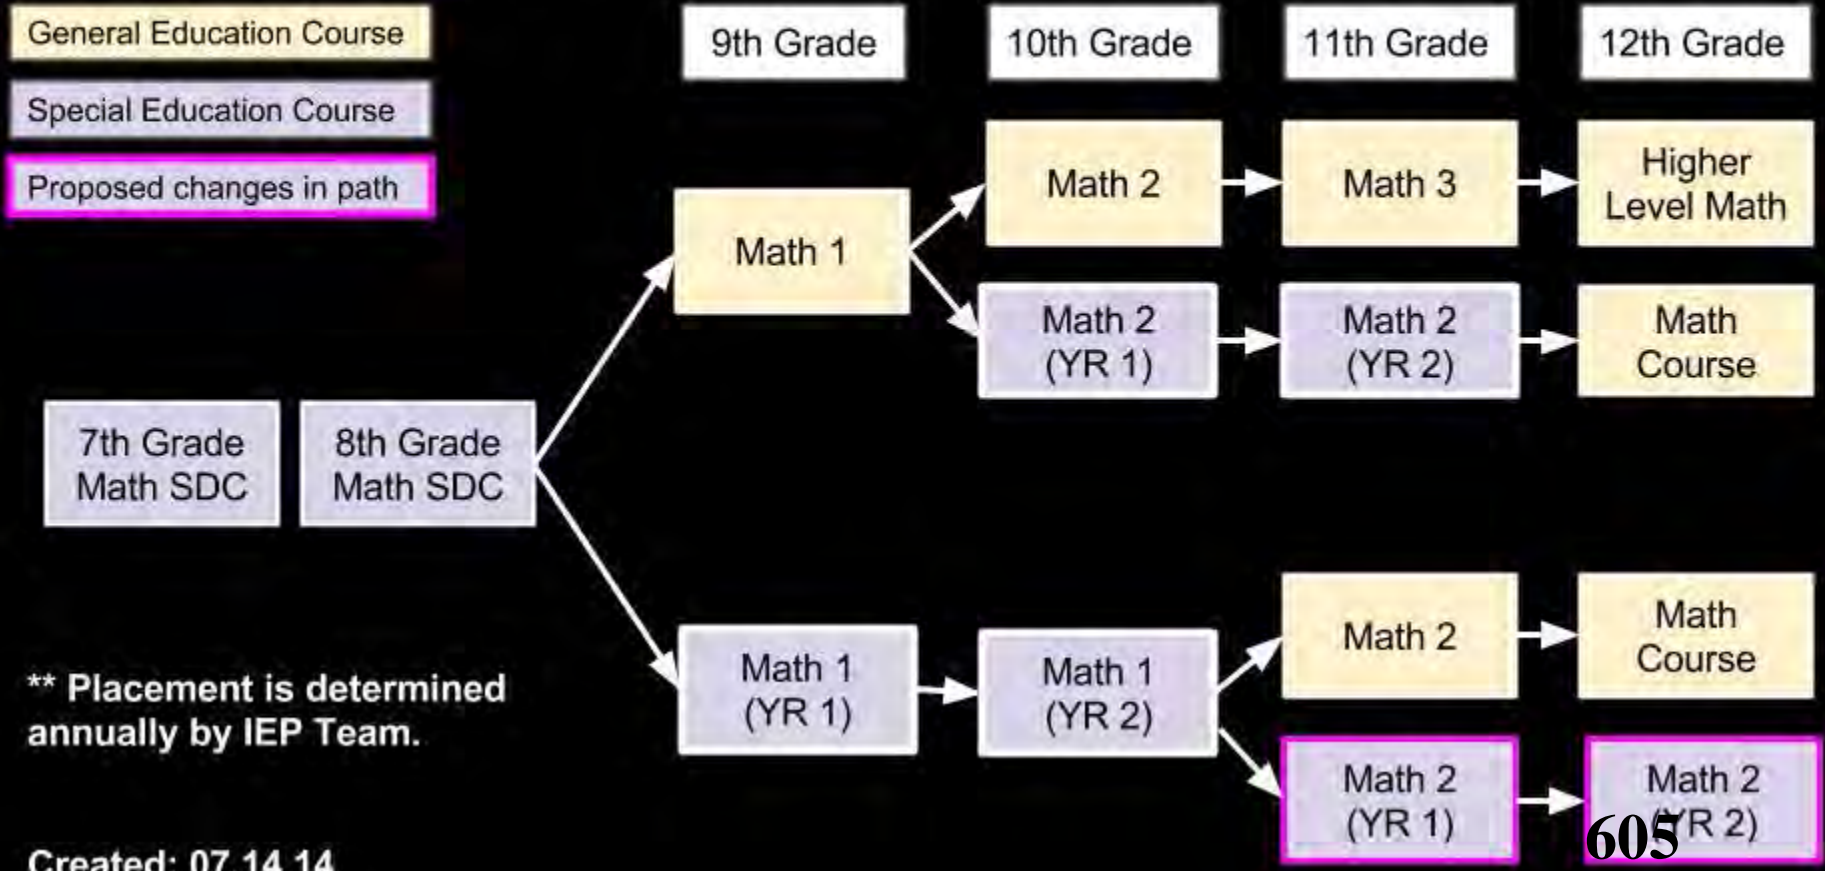 General Education Course
Special Education Course
Proposed changes in path
9th Grade
10th Grade
11th Grade
12th Grade
Math 2
Math 3
Higher
Level Math
Math 1
Math 2
(YR 1)
Math 2
(YR 2)
Math
Course
7th Grade
Math SDC
8th Grade
Math SDC
Math 2
Math
Course
Math 1
(YR 1)
Math 1
(YR 2)
Math 2
(YR 1)
Math 2
(YR 2)
** Placement is determined
annually by IEP Team.
Created: 07.14.14
605